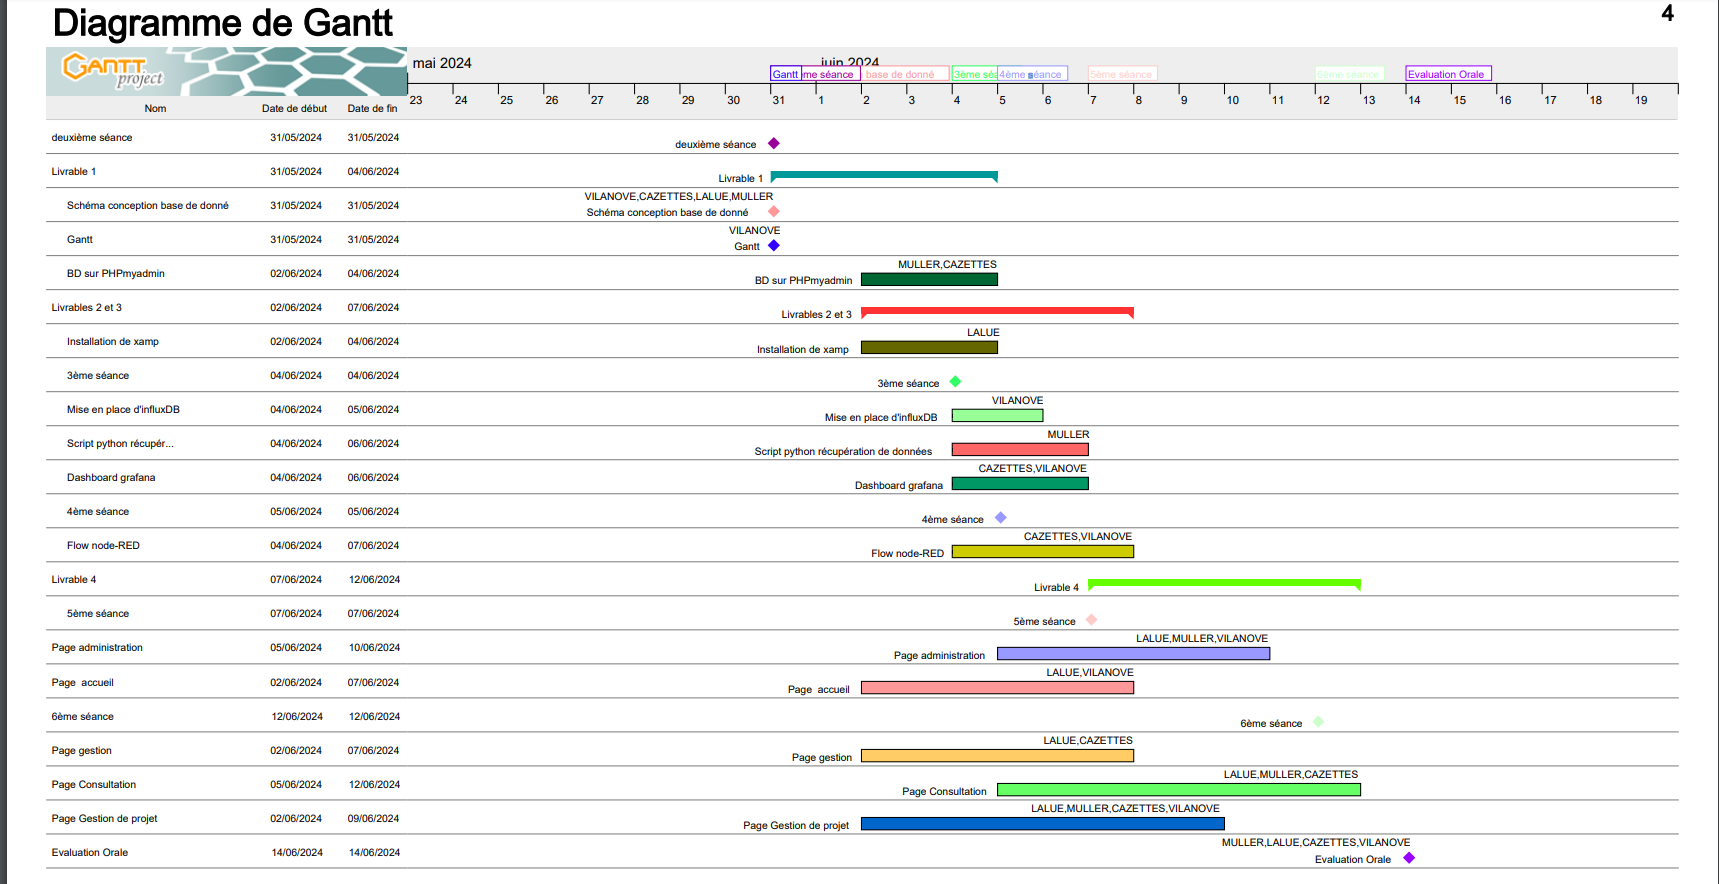 Diagramme de Gantt
4
GANTT project
mai 2024
juin 2024
Gantt
me séance
base de donné
3ème séa
4ème séance
5ème séance
6ème séance
Evaluation Orale
Nom Date de début Date de fin
23 24 25 26 27 28 29 30 31 1 2 3 4 5 6 7 8 9 10 11 12 13 14 15 16 17 18 19
deuxième séance 31/05/2024 31/05/2024
deuxième séance
Livrable 1 31/05/2024 04/06/2024
Livrable 1
VILANOVE,CAZETTES,LALUE,MULLER
Schéma conception base de donné 31/05/2024 31/05/2024
Schéma conception base de donné
VILANOVE
Gantt 31/05/2024 31/05/2024
Gantt
MULLER,CAZETTES
BD sur PHPmyadmin 02/06/2024 04/06/2024
BD sur PHPmyadmin
Livrables 2 et 3 02/06/2024 07/06/2024
Livrables 2 et 3
LALUE
Installation de xamp 02/06/2024 04/06/2024
Installation de xamp
3ème séance 04/06/2024 04/06/2024
3ème séance
VILANOVE
Mise en place d'influxDB 04/06/2024 05/06/2024
Mise en place d'influxDB
MULLER
Script python récupér... 04/06/2024 06/06/2024
Script python récupération de données
CAZETTES,VILANOVE
Dashboard grafana 04/06/2024 06/06/2024
Dashboard grafana
4ème séance 05/06/2024 05/06/2024
4ème séance
CAZETTES,VILANOVE
Flow node-RED 04/06/2024 07/06/2024
Flow node-RED
Livrable 4 07/06/2024 12/06/2024
Livrable 4
5ème séance 07/06/2024 07/06/2024
5ème séance
LALUE,MULLER,VILANOVE
Page administration 05/06/2024 10/06/2024
Page administration
LALUE,VILANOVE
Page  accueil 02/06/2024 07/06/2024
Page  accueil
6ème séance 12/06/2024 12/06/2024
6ème séance
LALUE,CAZETTES
Page gestion 02/06/2024 07/06/2024
Page gestion
LALUE,MULLER,CAZETTES
Page Consultation 05/06/2024 12/06/2024
Page Consultation
LALUE,MULLER,CAZETTES,VILANOVE
Page Gestion de projet 02/06/2024 09/06/2024
Page Gestion de projet
MULLER,LALUE,CAZETTES,VILANOVE
Evaluation Orale 14/06/2024 14/06/2024
Evaluation Orale